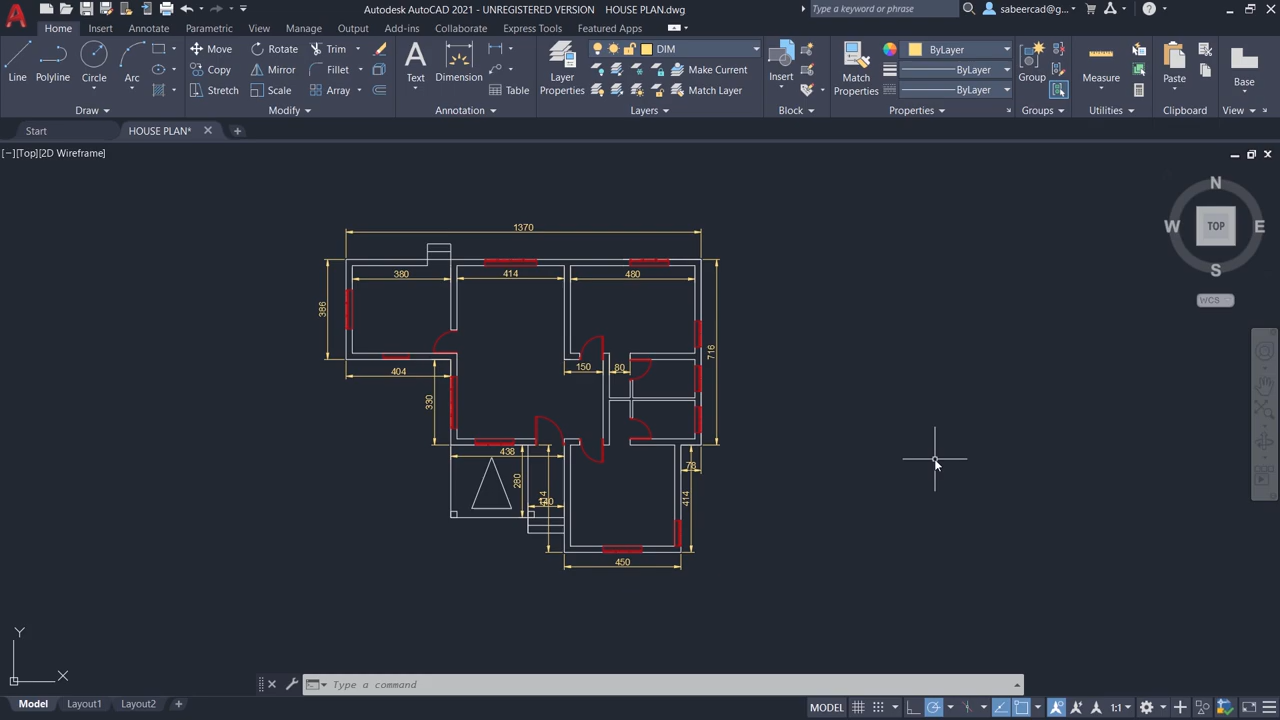 Autodesk AutoCAD 2021 - UNREGISTERED VERSION HOUSE PLAN.dwg
Type a keyword or phrase
sabeercad@g...
Home Insert Annotate Parametric View Manage Output Add-ins Collaborate Express Tools Featured Apps
Line Polyline Circle Arc
Move Rotate Trim
Copy Mirror Fillet
Stretch Scale Array
Text Dimension Table
Layer Properties
DIM
Make Current
Match Layer
Insert
Match Properties
ByLayer
ByLayer
ByLayer
Group Measure Paste Base
Draw Modify Annotation Layers Block Properties Groups Utilities Clipboard View
Start HOUSE PLAN*
[−][Top][2D Wireframe]
N
W TOP E
S
WCS
1370
380 414 480
386
716
404 150 80
330
438
78
280
414
140
414
450
Y
X
Type a command
Model Layout1 Layout2
MODEL 1:1